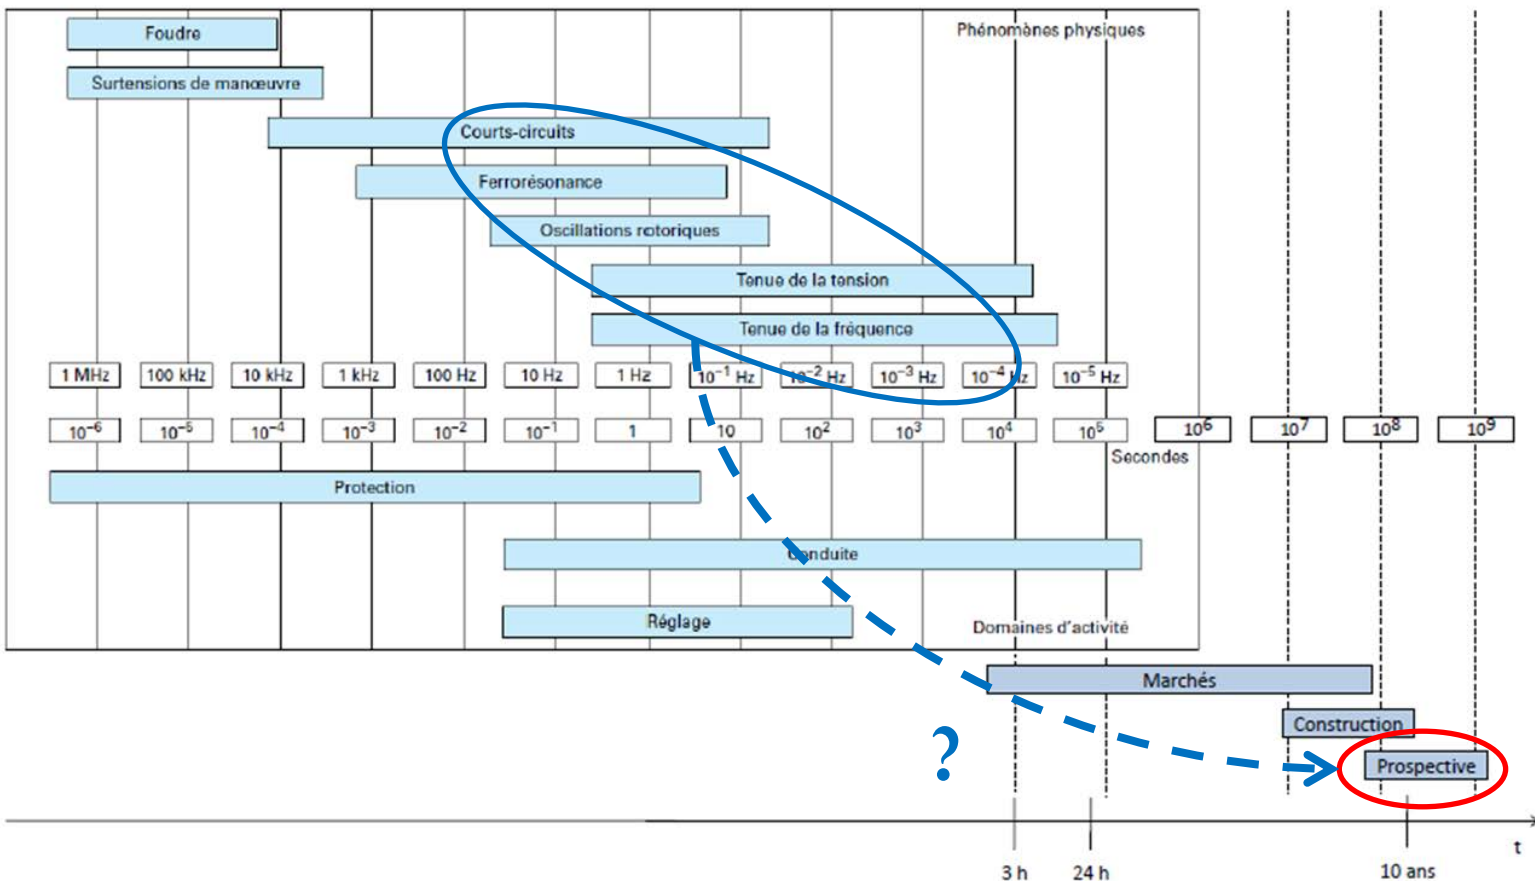 Foudre
Phénomènes physiques
Surtensions de manœuvre
Courts-circuits
Ferrorésonance
Oscillations rotoriques
Tenue de la tension
Tenue de la fréquence
1 MHz 100 kHz 10 kHz 1 kHz 100 Hz 10 Hz 1 Hz 10⁻¹ Hz 10⁻² Hz 10⁻³ Hz 10⁻⁴ Hz 10⁻⁵ Hz
10⁻⁶ 10⁻⁵ 10⁻⁴ 10⁻³ 10⁻² 10⁻¹ 1 10 10² 10³ 10⁴ 10⁵ 10⁶ 10⁷ 10⁸ 10⁹
Secondes
Protection
Conduite
Réglage
Domaines d'activité
Marchés
Construction
?
Prospective
t
3 h 24 h 10 ans